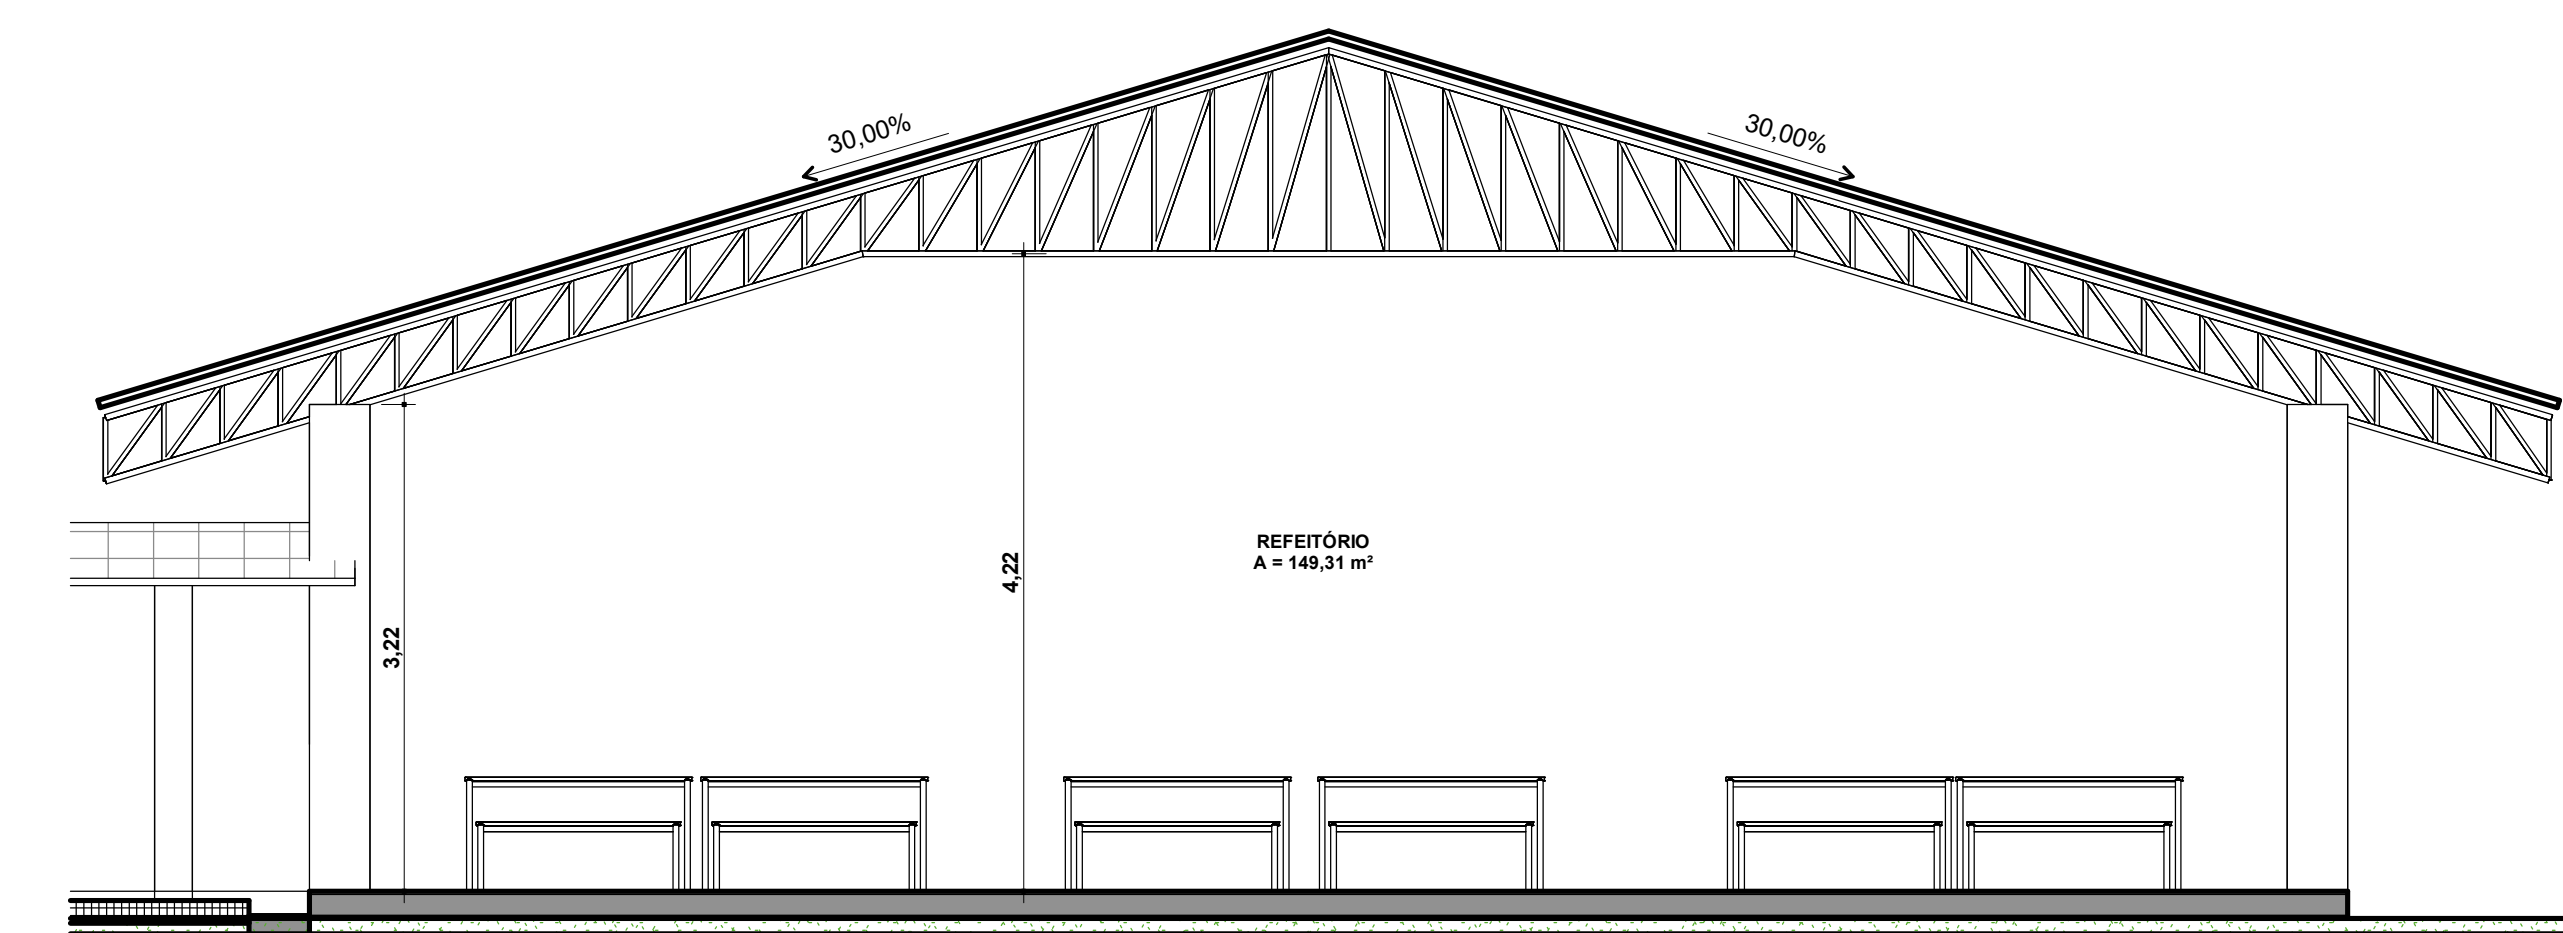 30,00%
30,00%
REFEITÓRIO
A = 149,31 m²
4,22
3,22